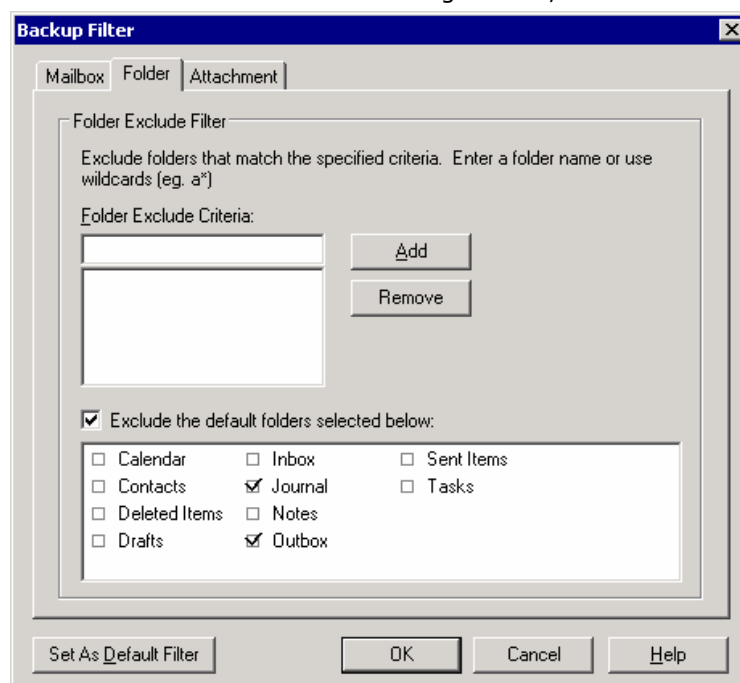 Backup Filter
Mailbox Folder Attachment
Folder Exclude Filter
Exclude folders that match the specified criteria. Enter a folder name or use
wildcards (eg. a*)
Folder Exclude Criteria:
Add
Remove
Exclude the default folders selected below:
Calendar Inbox Sent Items
Contacts Journal Tasks
Deleted Items Notes
Drafts Outbox
Set As Default Filter OK Cancel Help